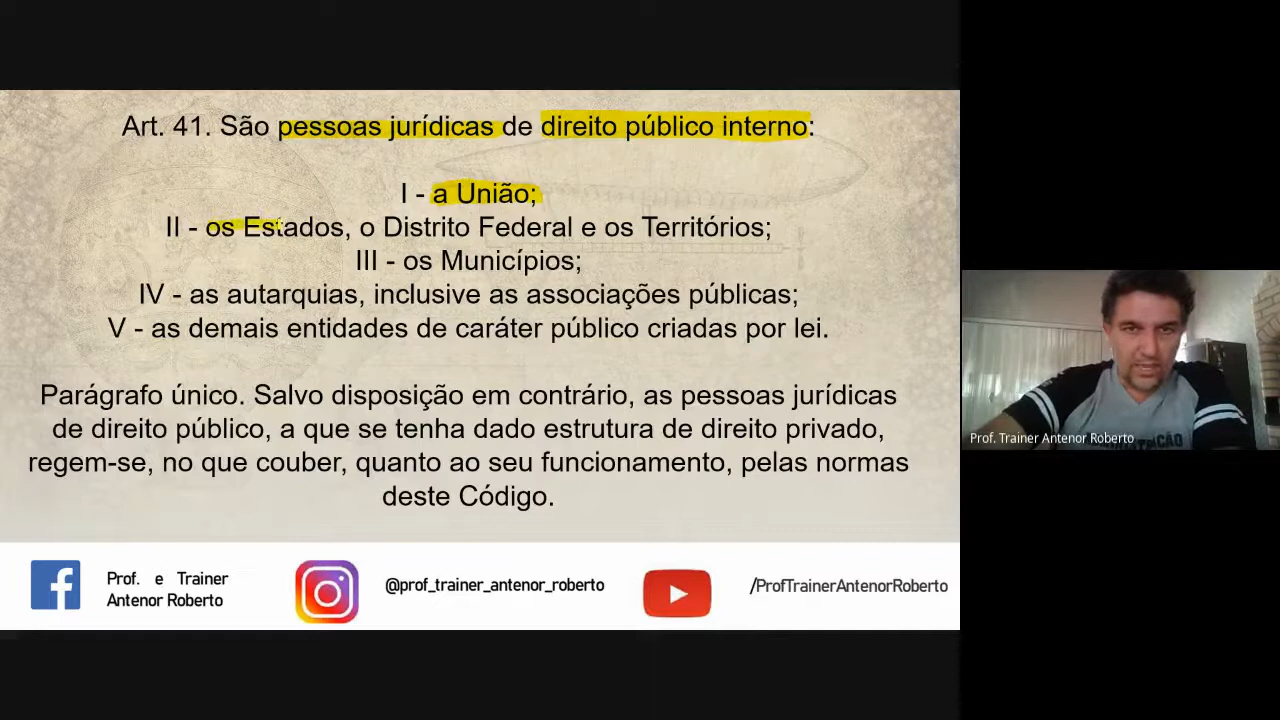 Art. 41. São pessoas jurídicas de direito público interno:
I - a União;
II - os Estados, o Distrito Federal e os Territórios;
III - os Municípios;
IV - as autarquias, inclusive as associações públicas;
V - as demais entidades de caráter público criadas por lei.
Parágrafo único. Salvo disposição em contrário, as pessoas jurídicas
de direito público, a que se tenha dado estrutura de direito privado,
regem-se, no que couber, quanto ao seu funcionamento, pelas normas
deste Código.
Prof. e Trainer
Antenor Roberto
@prof_trainer_antenor_roberto
/ProfTrainerAntenorRoberto
Prof. Trainer Antenor Roberto